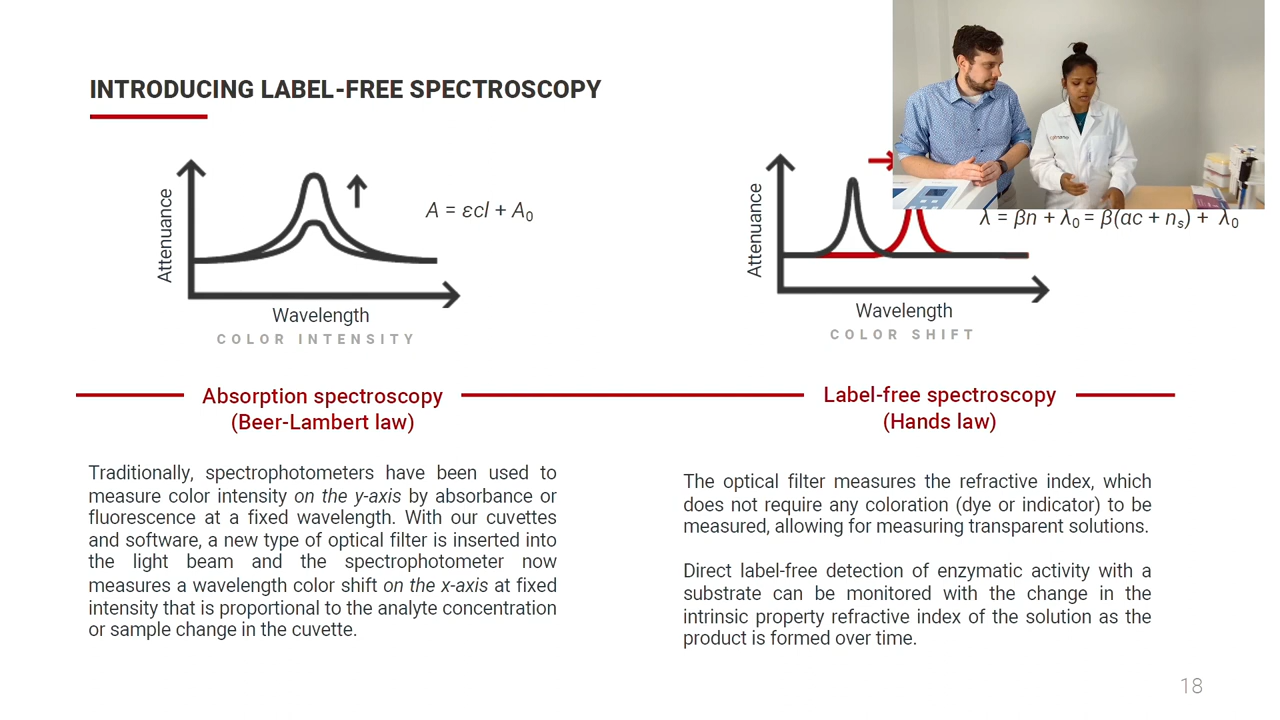 INTRODUCING LABEL-FREE SPECTROSCOPY
Attenuance
A = εcl + A₀
Wavelength
COLOR INTENSITY
Attenuance
λ = βn + λ₀ = β(αc + nₛ) + λ₀
Wavelength
COLOR SHIFT
Absorption spectroscopy
(Beer-Lambert law)
Label-free spectroscopy
(Hands law)
Traditionally, spectrophotometers have been used to
measure color intensity on the y-axis by absorbance or
fluorescence at a fixed wavelength. With our cuvettes
and software, a new type of optical filter is inserted into
the light beam and the spectrophotometer now
measures a wavelength color shift on the x-axis at fixed
intensity that is proportional to the analyte concentration
or sample change in the cuvette.
The optical filter measures the refractive index, which
does not require any coloration (dye or indicator) to be
measured, allowing for measuring transparent solutions.
Direct label-free detection of enzymatic activity with a
substrate can be monitored with the change in the
intrinsic property refractive index of the solution as the
product is formed over time.
18